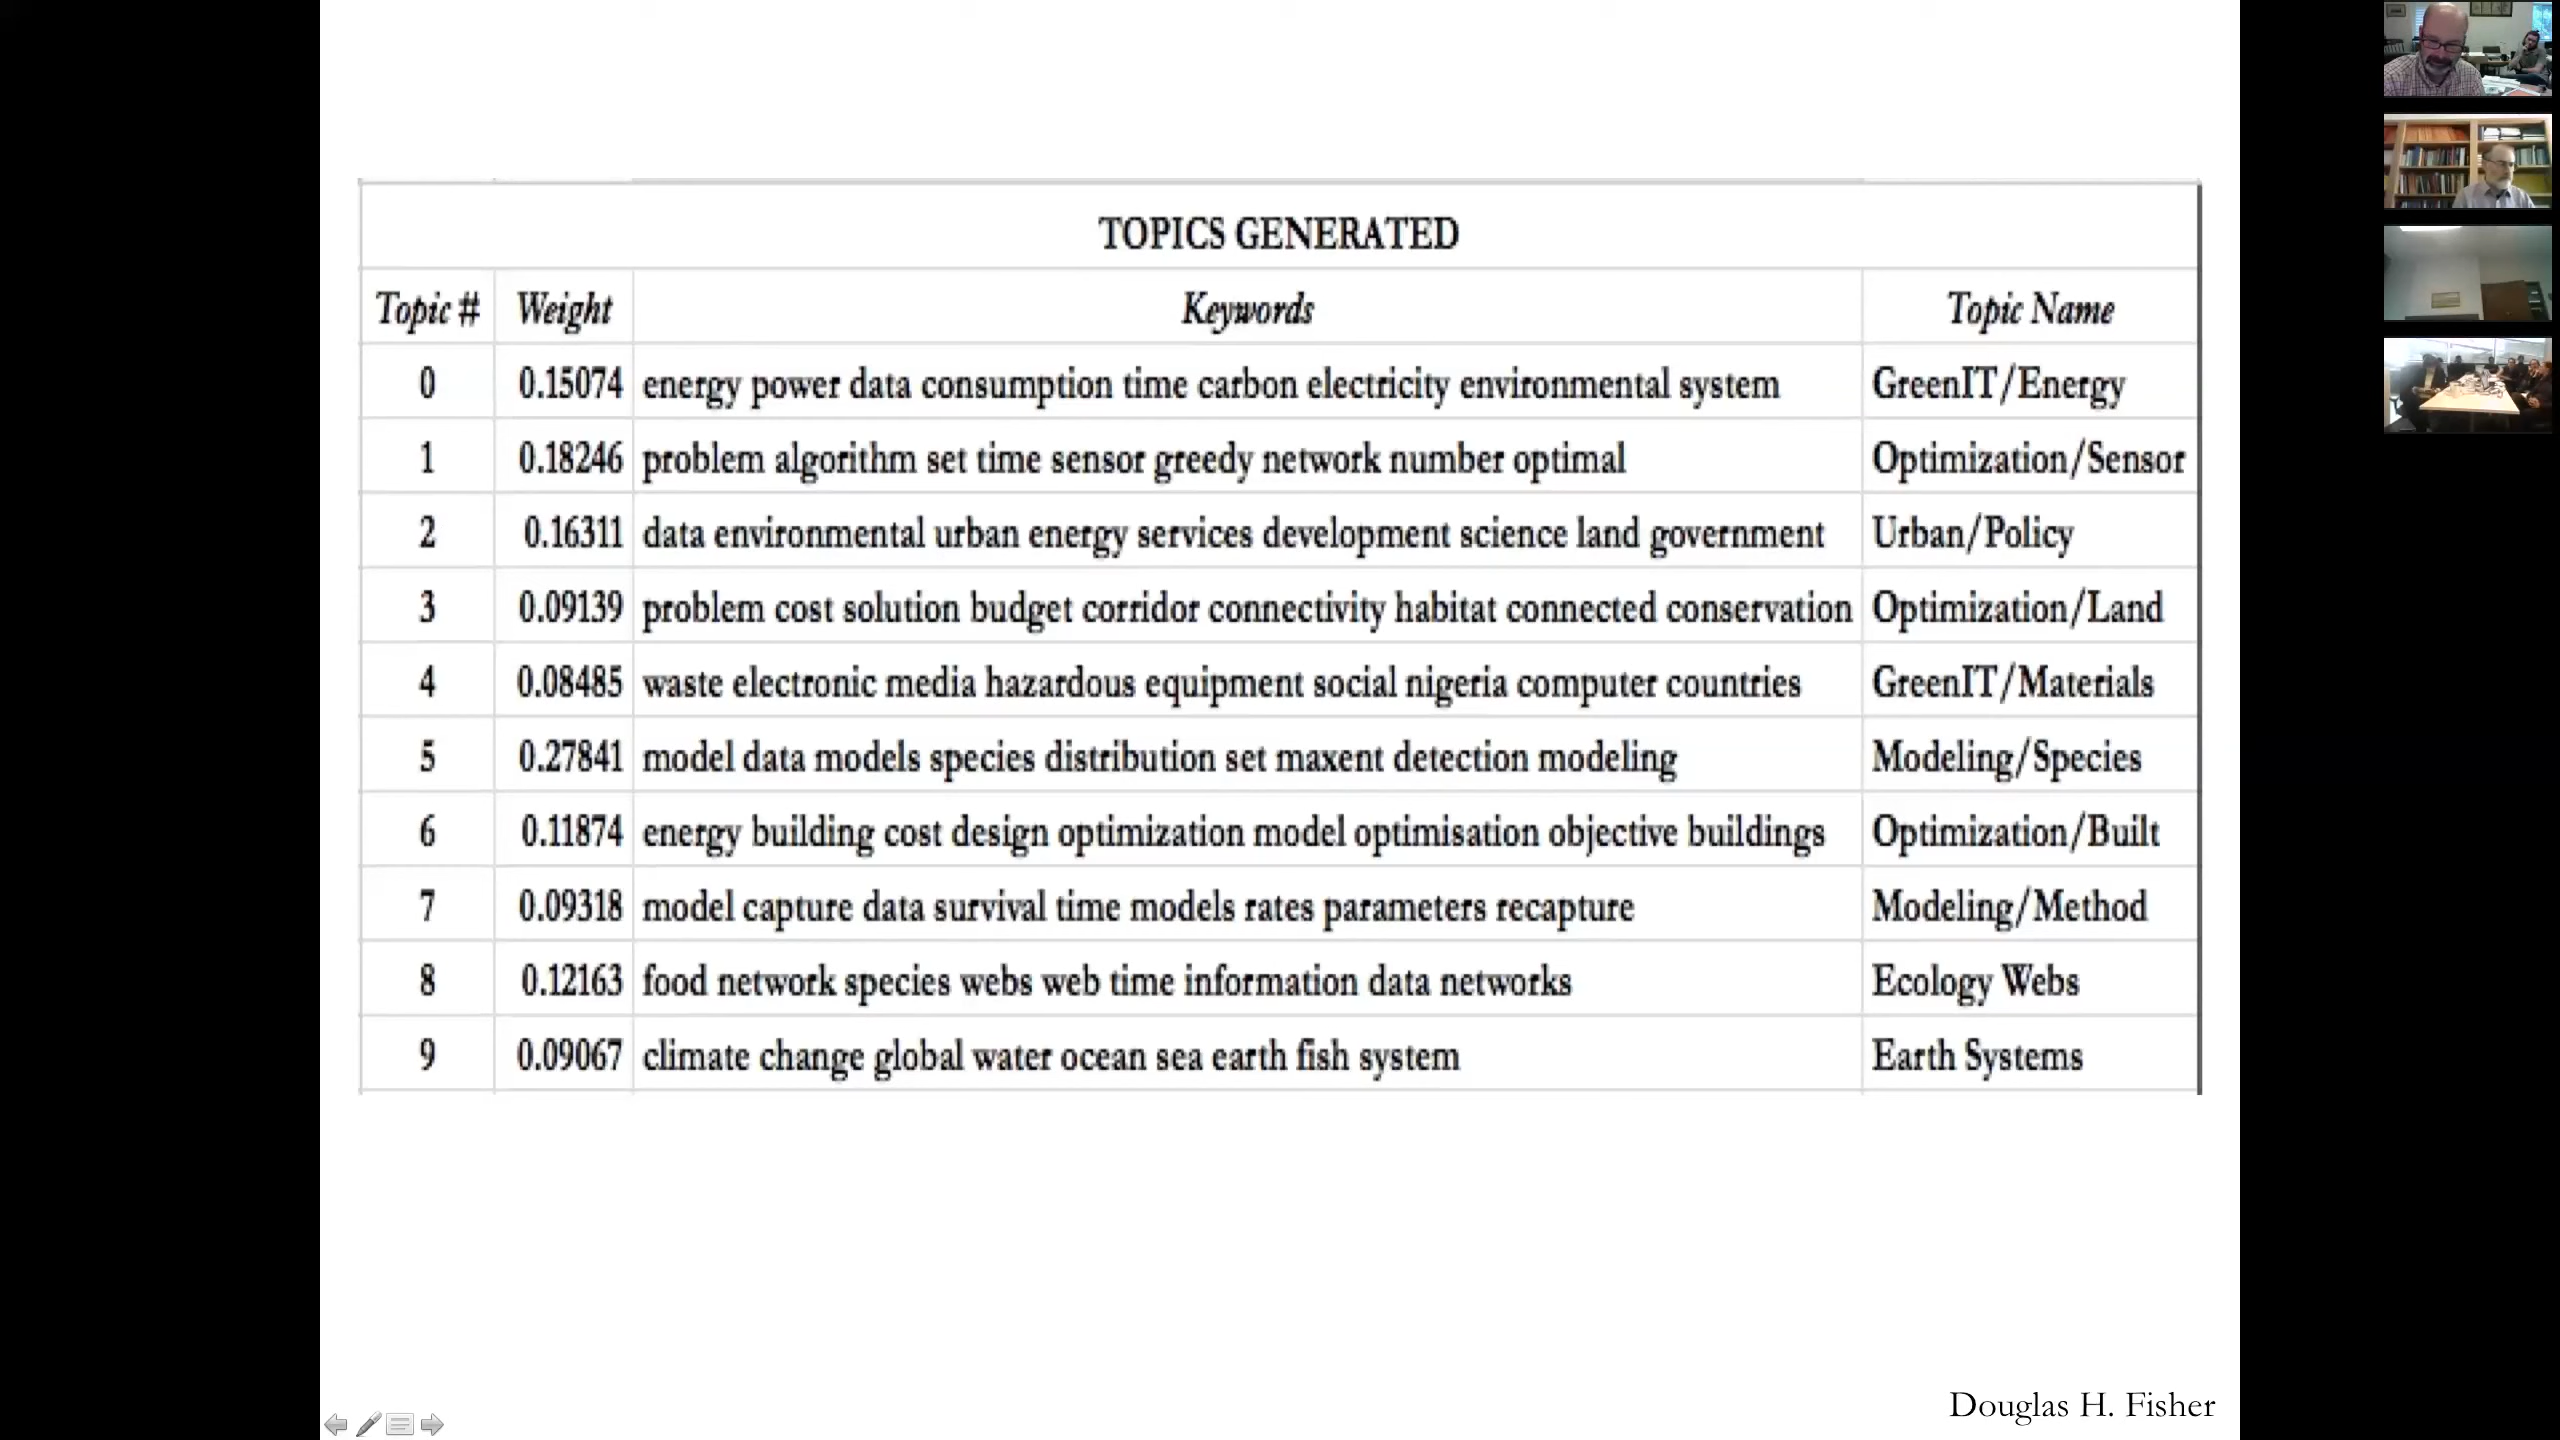 TOPICS GENERATED
Topic # Weight Keywords Topic Name
0 0.15074 energy power data consumption time carbon electricity environmental system GreenIT/Energy
1 0.18246 problem algorithm set time sensor greedy network number optimal Optimization/Sensor
2 0.16311 data environmental urban energy services development science land government Urban/Policy
3 0.09139 problem cost solution budget corridor connectivity habitat connected conservation Optimization/Land
4 0.08485 waste electronic media hazardous equipment social nigeria computer countries GreenIT/Materials
5 0.27841 model data models species distribution set maxent detection modeling Modeling/Species
6 0.11874 energy building cost design optimization model optimisation objective buildings Optimization/Built
7 0.09318 model capture data survival time models rates parameters recapture Modeling/Method
8 0.12163 food network species webs web time information data networks Ecology Webs
9 0.09067 climate change global water ocean sea earth fish system Earth Systems
Douglas H. Fisher